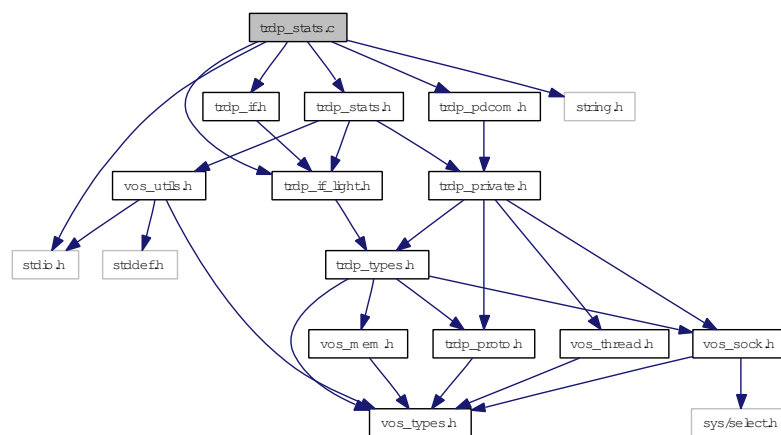 trdp_stats.c
trdp_if.h
trdp_stats.h
trdp_pdcom.h
string.h
vos_utils.h
trdp_if_light.h
trdp_private.h
stdio.h
stddef.h
trdp_types.h
vos_mem.h
trdp_proto.h
vos_thread.h
vos_sock.h
vos_types.h
sys/select.h